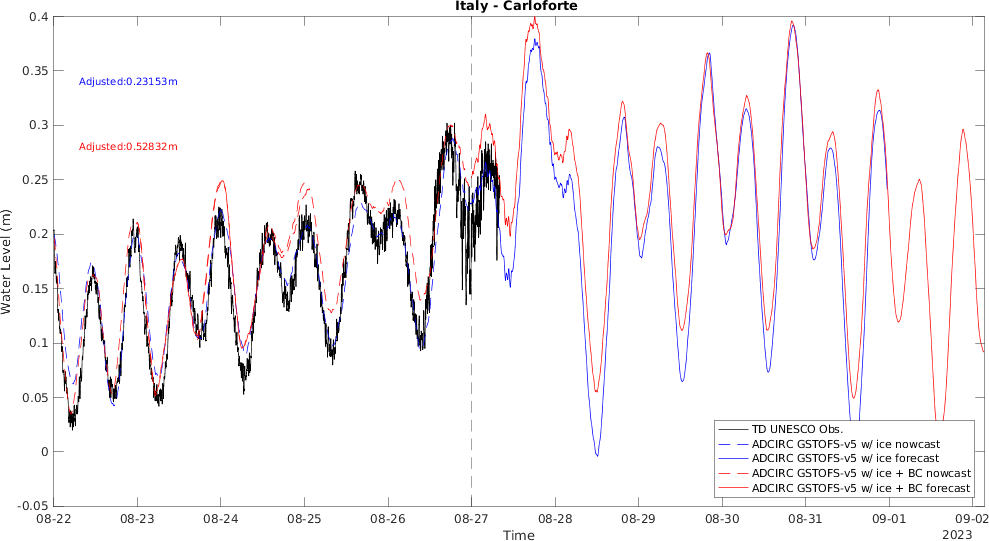 Italy - Carloforte
0.4
0.35
0.3
0.25
0.2
0.15
0.1
0.05
0
-0.05
Water Level (m)
Adjusted:0.23153m
Adjusted:0.52832m
TD UNESCO Obs.
ADCIRC GSTOFS-v5 w/ ice nowcast
ADCIRC GSTOFS-v5 w/ ice forecast
ADCIRC GSTOFS-v5 w/ ice + BC nowcast
ADCIRC GSTOFS-v5 w/ ice + BC forecast
08-22 08-23 08-24 08-25 08-26 08-27 08-28 08-29 08-30 08-31 09-01 09-02
Time
2023